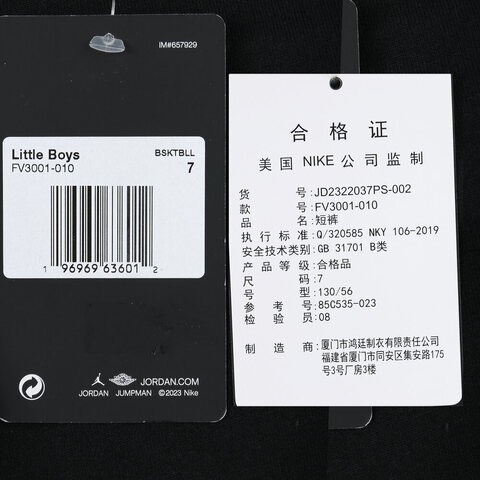 IM#657929
Little Boys
BSKTBLL
FV3001-010
7
1 96969 63601 2
JORDAN.COM
JORDAN JUMPMAN ©2023 Nike
合格证
美国 NIKE 公司监制
货号:JD2322037PS-002
款号:FV3001-010
品名:短裤
执行标准:Q/320585 NKY 106-2019
安全技术类别:GB 31701 B类
产品等级:合格品
尺码:7
型号:130/56
参考号:850535-023
检验员:08
制造商:厦门市鸿廷制衣有限责任公司
福建省厦门市同安区集安路175
号3号厂房3楼